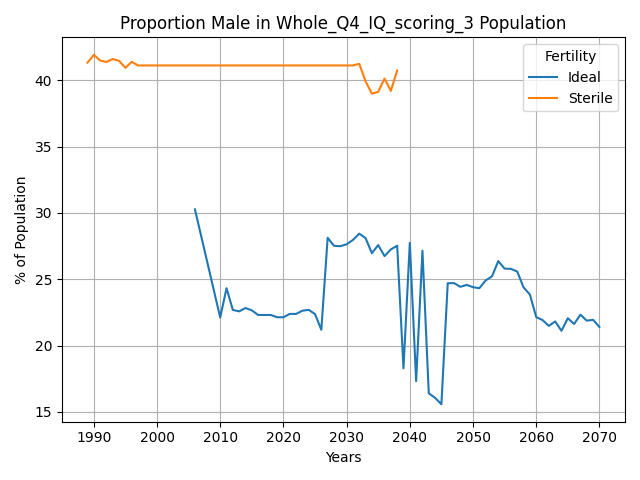 Proportion Male in Whole_Q4_IQ_scoring_3 Population
Fertility
Ideal
Sterile
% of Population
40
35
30
25
20
15
1990 2000 2010 2020 2030 2040 2050 2060 2070
Years